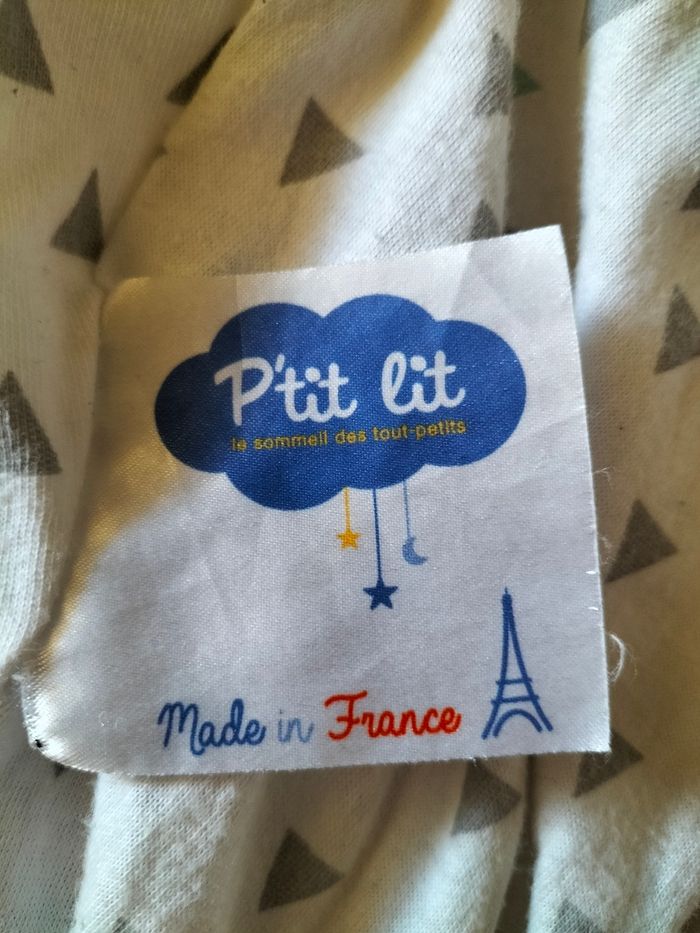 P'tit lit
le sommeil des tout-petits
Made in France